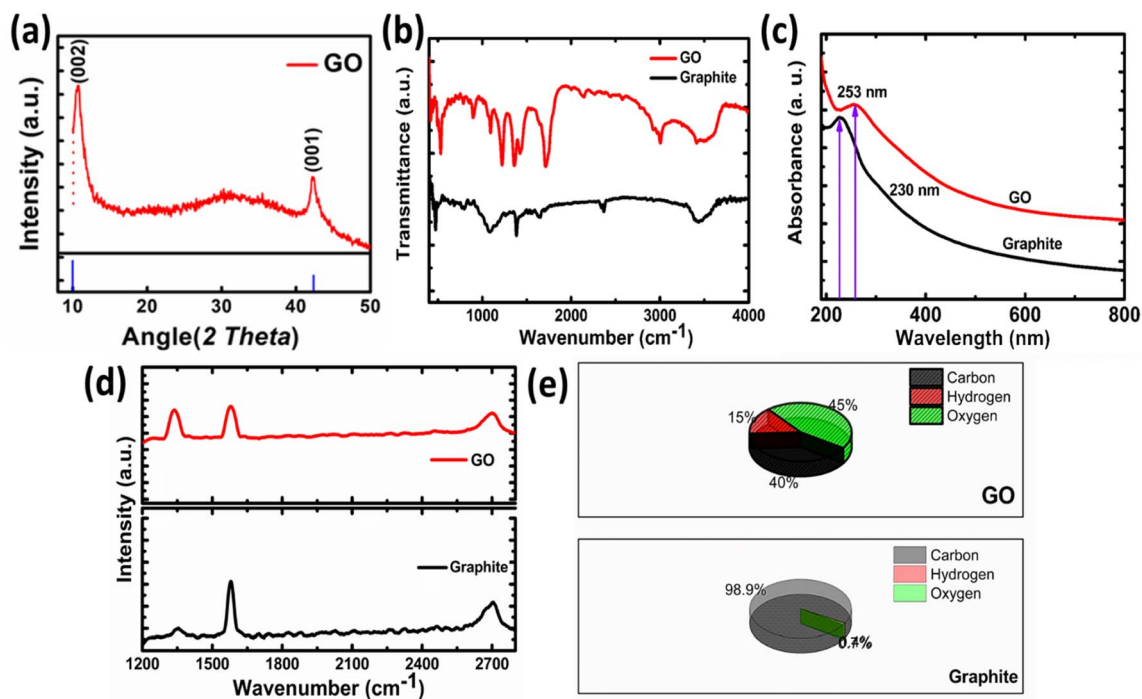 (a)
Intensity (a.u.)
(002)
GO
(001)
10 20 30 40 50
Angle(2 Theta)
(b)
Transmittance (a.u.)
GO
Graphite
1000 2000 3000 4000
Wavenumber (cm-1)
(c)
Absorbance (a. u.)
253 nm
230 nm
GO
Graphite
200 400 600 800
Wavelength (nm)
(d)
Intensity (a.u.)
GO
Graphite
1200 1500 1800 2100 2400 2700
Wavenumber (cm-1)
(e)
Carbon
Hydrogen
Oxygen
45%
15%
40%
GO
Carbon
Hydrogen
Oxygen
98.9%
Graphite